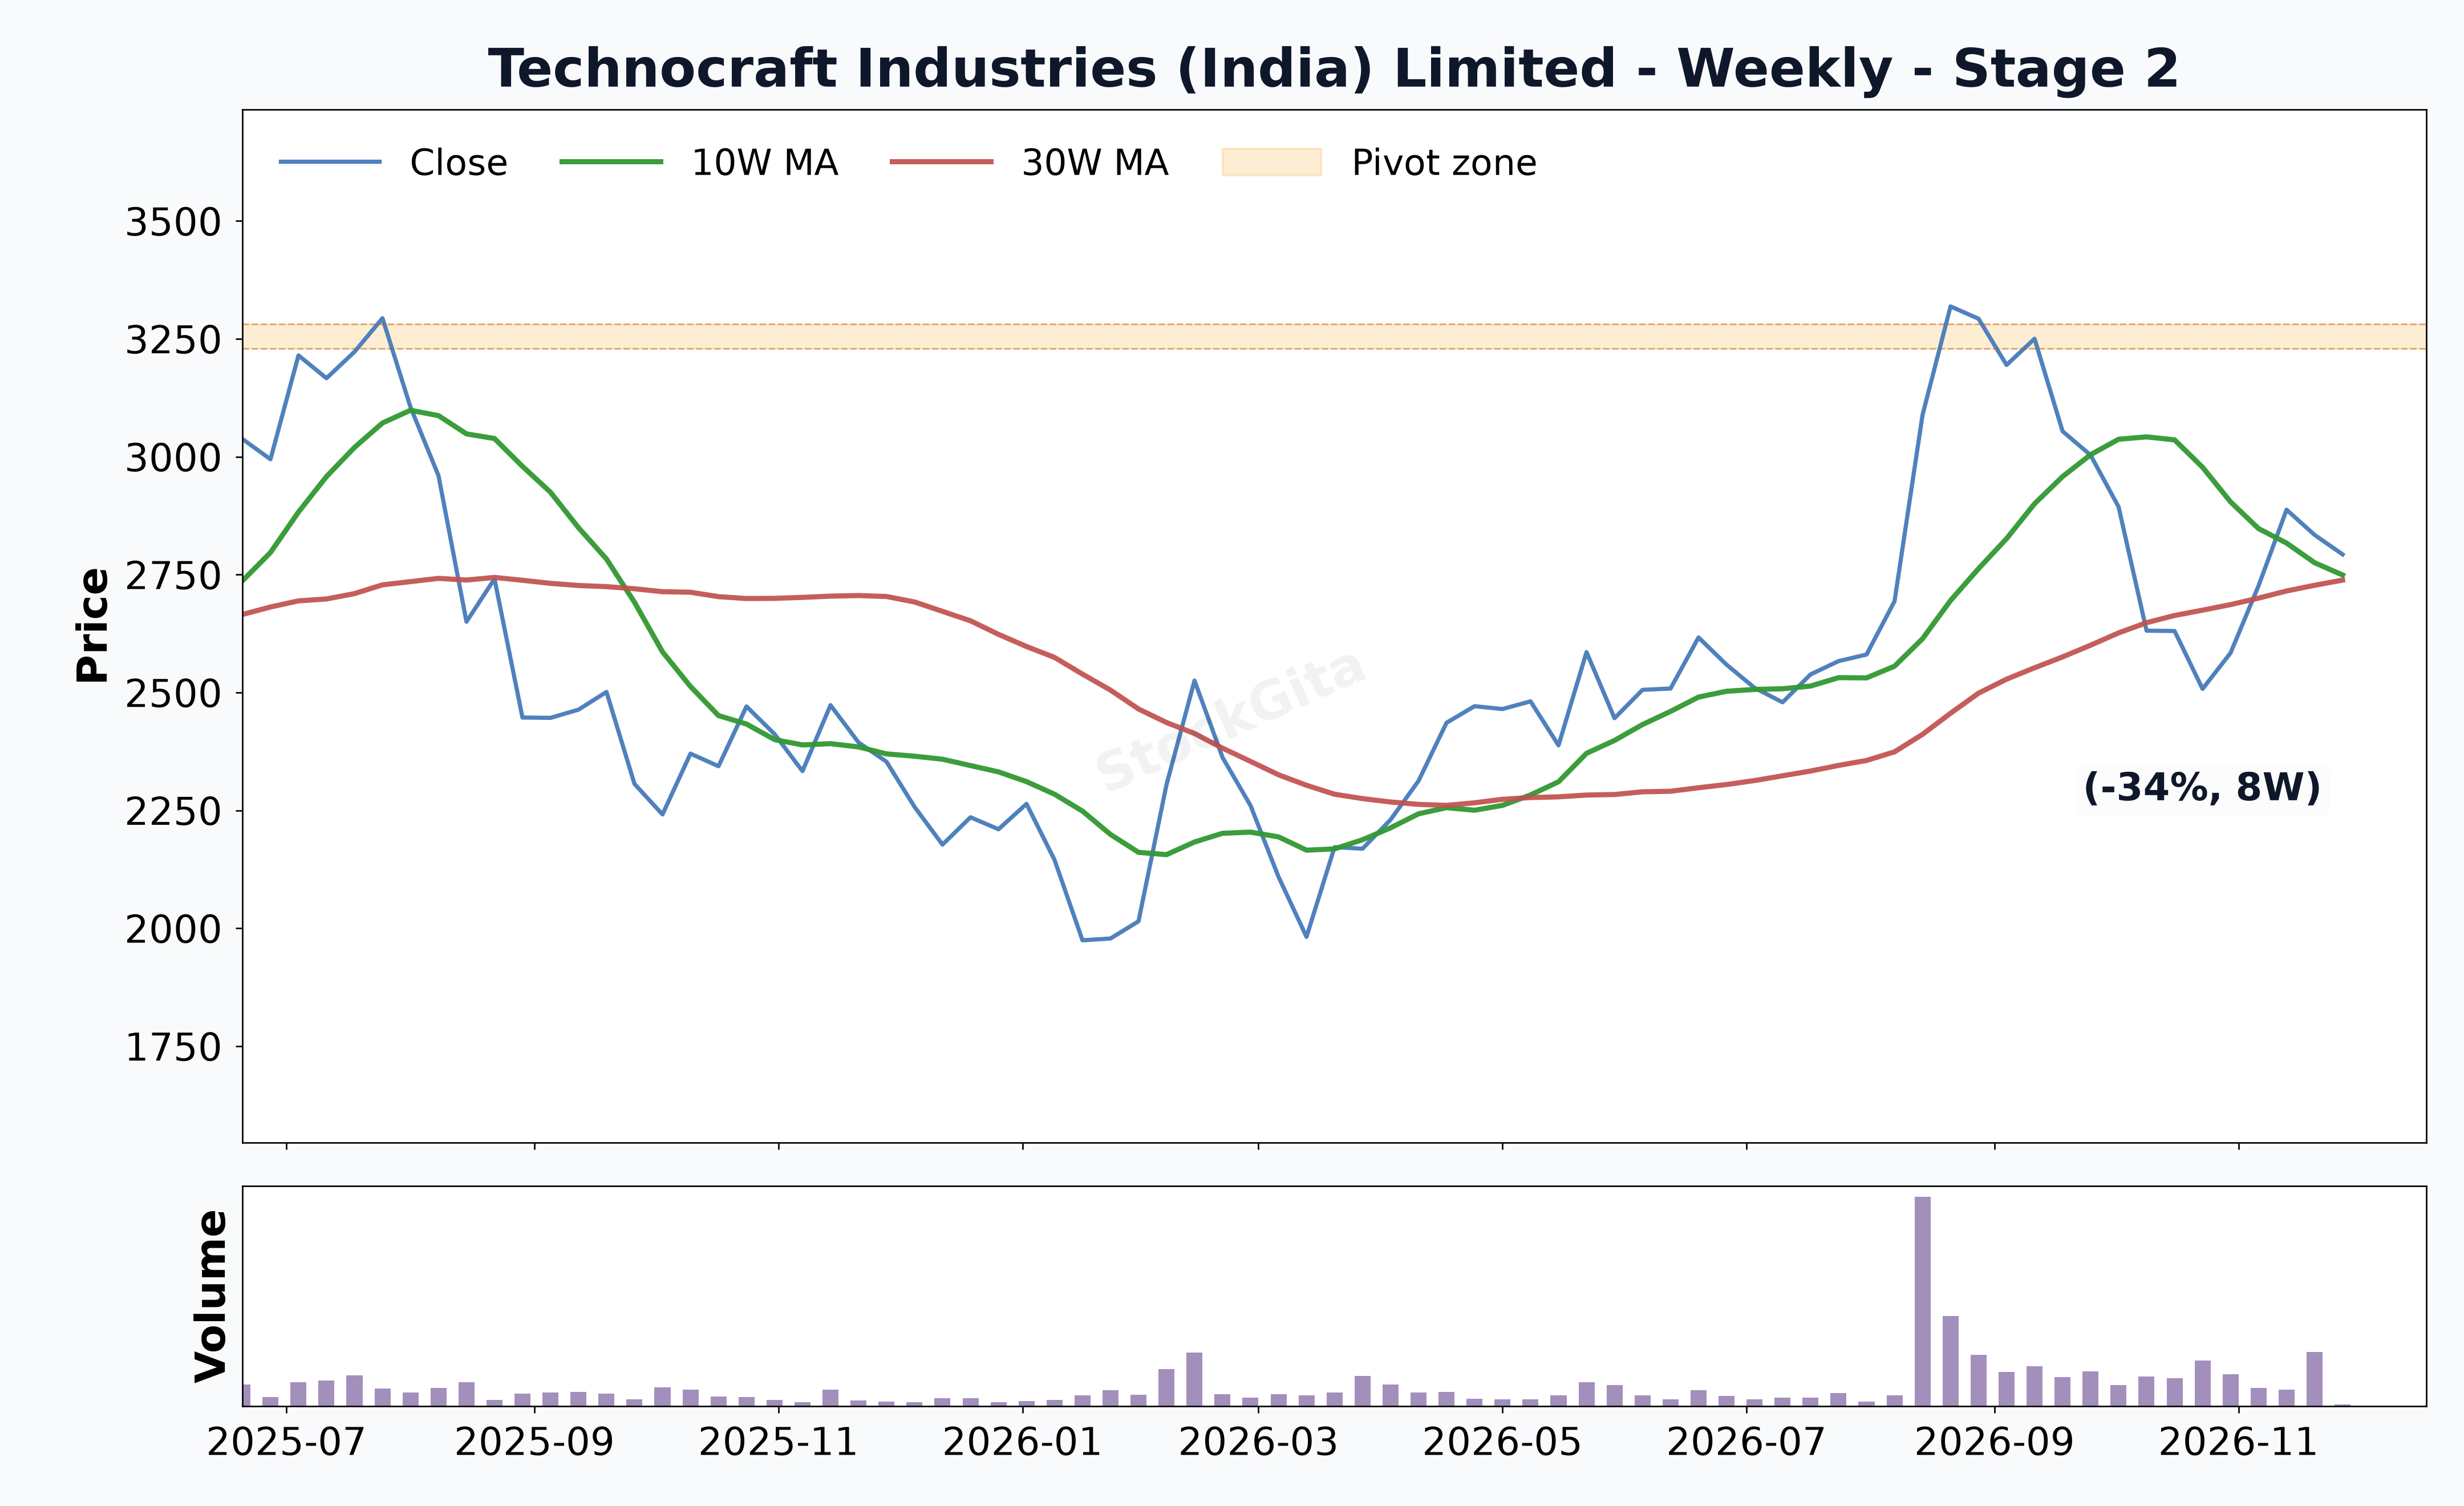 Technocraft Industries (India) Limited - Weekly - Stage 2
Close 10W MA 30W MA Pivot zone
3500
3250
3000
2750
2500
2250
2000
1750
Price
StockGita
(-34%, 8W)
Volume
2025-07 2025-09 2025-11 2026-01 2026-03 2026-05 2026-07 2026-09 2026-11